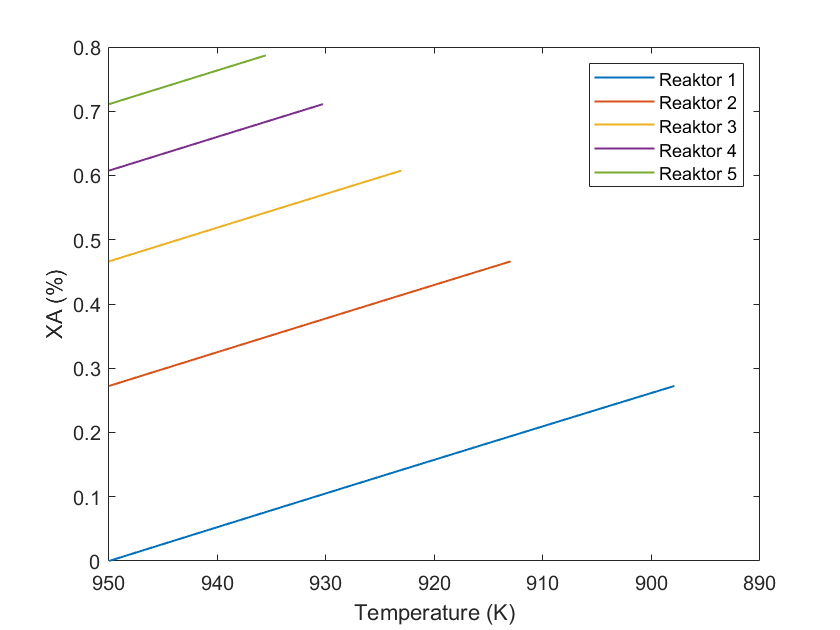 0.8
0.7
0.6
0.5
0.4
0.3
0.2
0.1
0
XA (%)
950 940 930 920 910 900 890
Temperature (K)
Reaktor 1
Reaktor 2
Reaktor 3
Reaktor 4
Reaktor 5